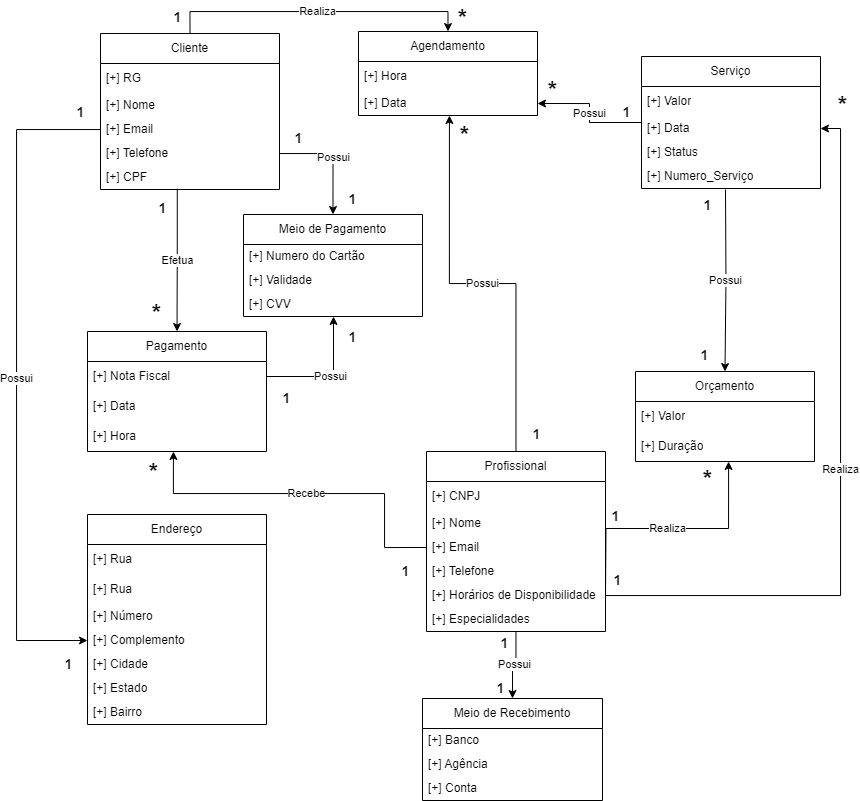 1
Realiza
*
Cliente
[+] RG
[+] Nome
[+] Email
[+] Telefone
[+] CPF
Agendamento
[+] Hora
[+] Data
*
Possui
1
*
Serviço
[+] Valor
[+] Data
[+] Status
[+] Numero_Serviço
*
1
1
Possui
1
Meio de Pagamento
[+] Numero do Cartão
[+] Validade
[+] CVV
1
Efetua
*
1
Possui
1
Pagamento
[+] Nota Fiscal
[+] Data
[+] Hora
*
Possui
1
Possui
1
Possui
1
Orçamento
[+] Valor
[+] Duração
*
Realiza
Recebe
1
Profissional
[+] CNPJ
[+] Nome
[+] Email
[+] Telefone
[+] Horários de Disponibilidade
[+] Especialidades
1
Realiza
1
Endereço
[+] Rua
[+] Rua
[+] Número
[+] Complemento
[+] Cidade
[+] Estado
[+] Bairro
1
1
Possui
1
Meio de Recebimento
[+] Banco
[+] Agência
[+] Conta